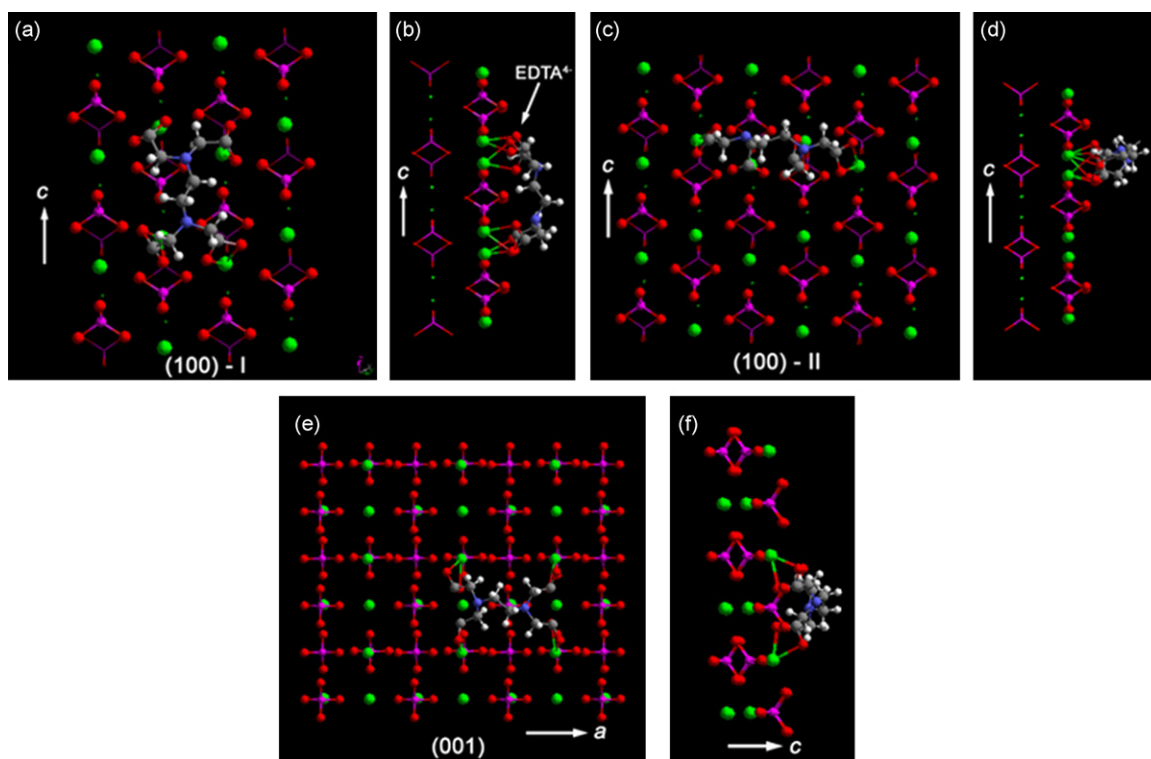 (a)
c
(100) - I
(b)
c
EDTA⁴⁻
(c)
c
(100) - II
(d)
c
(e)
(001)
a
(f)
c